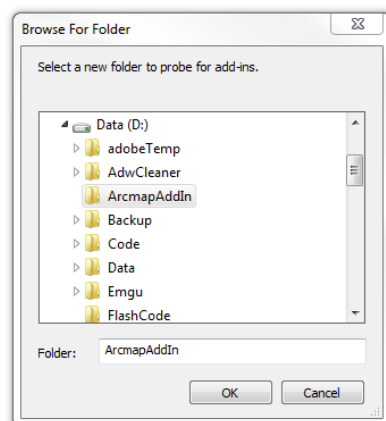 Browse For Folder
Select a new folder to probe for add-ins.
Data (D:)
adobeTemp
AdwCleaner
ArcmapAddIn
Backup
Code
Data
Emgu
FlashCode
Folder: ArcmapAddIn
OK Cancel